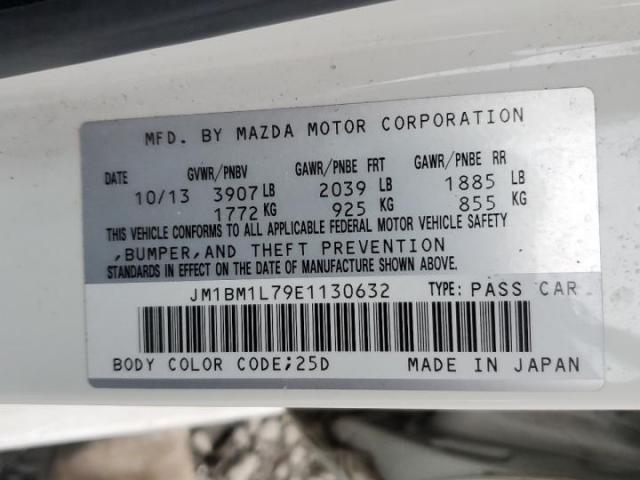 MFD. BY MAZDA MOTOR CORPORATION
DATE GVWR/PNBV GAWR/PNBE FRT GAWR/PNBE RR
10/13 3907 LB 2039 LB 1885 LB
1772 KG 925 KG 855 KG
THIS VEHICLE CONFORMS TO ALL APPLICABLE FEDERAL MOTOR VEHICLE SAFETY
,BUMPER,AND THEFT PREVENTION
STANDARDS IN EFFECT ON THE DATE OF MANUFACTURE SHOWN ABOVE.
JM1BM1L79E1130632 TYPE: PASS CAR
BODY COLOR CODE;25D MADE IN JAPAN